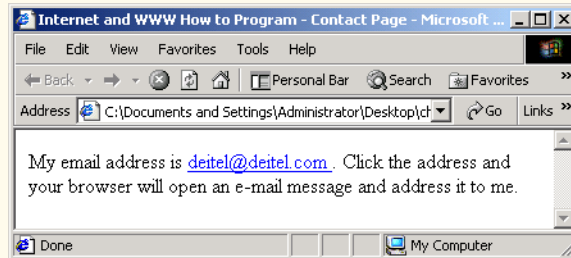 Internet and WWW How to Program - Contact Page - Microsoft ...
File Edit View Favorites Tools Help
Back Personal Bar Search Favorites »
Address C:\Documents and Settings\Administrator\Desktop\ch Go Links »
My email address is deitel@deitel.com . Click the address and
your browser will open an e-mail message and address it to me.
Done My Computer